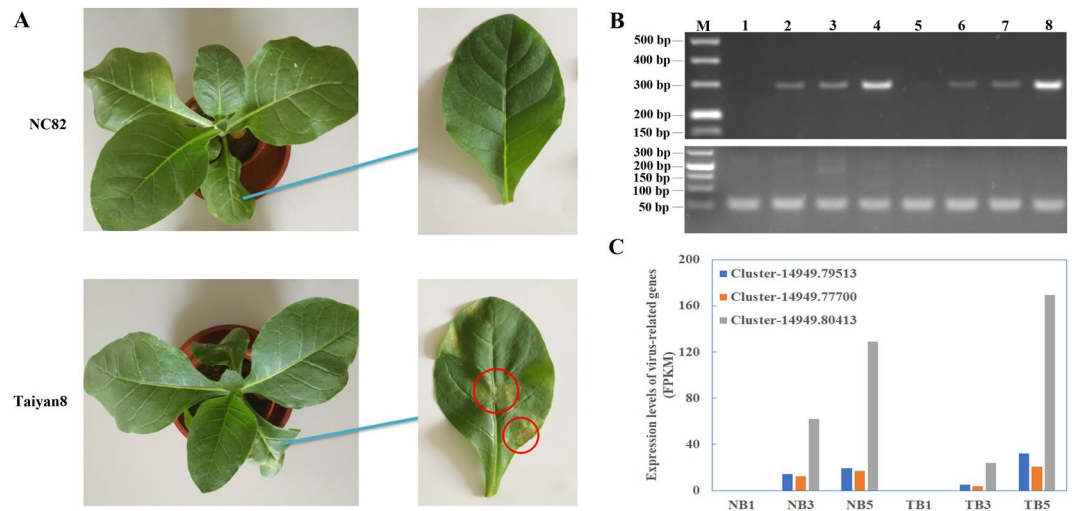 A
NC82
Taiyan8
B
M 1 2 3 4 5 6 7 8
500 bp
400 bp
300 bp
200 bp
150 bp
300 bp
200 bp
150 bp
100 bp
50 bp
C
Expression levels of virus-related genes
(FPKM)
200
160
120
80
40
0
Cluster-14949.79513
Cluster-14949.77700
Cluster-14949.80413
NB1 NB3 NB5 TB1 TB3 TB5